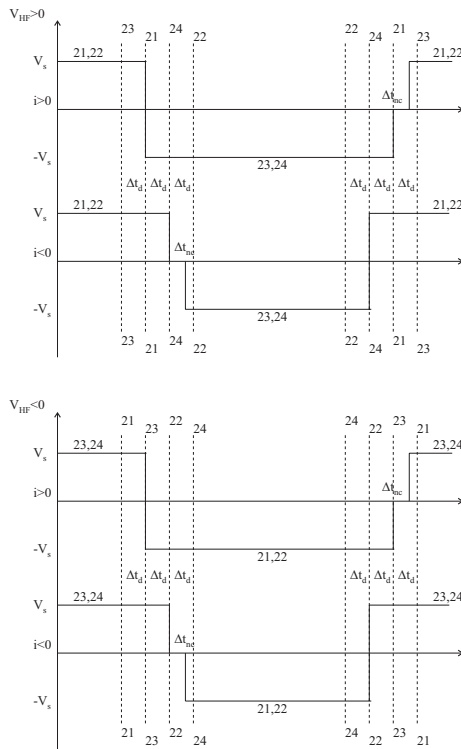 V_HF>0
23 21 24 22 22 24 21 23
21,22 21,22
V_s
Δt_nc
i>0
-V_s
23,24
Δt_d Δt_d Δt_d Δt_d Δt_d Δt_d
V_s 21,22 21,22
Δt_nc
i<0
-V_s
23,24
23 21 24 22 22 24 21 23
V_HF<0
21 23 22 24 24 22 23 21
23,24 23,24
V_s
Δt_nc
i>0
-V_s
21,22
Δt_d Δt_d Δt_d Δt_d Δt_d Δt_d
V_s 23,24 23,24
Δt_nc
i<0
-V_s
21,22
21 23 22 24 24 22 23 21